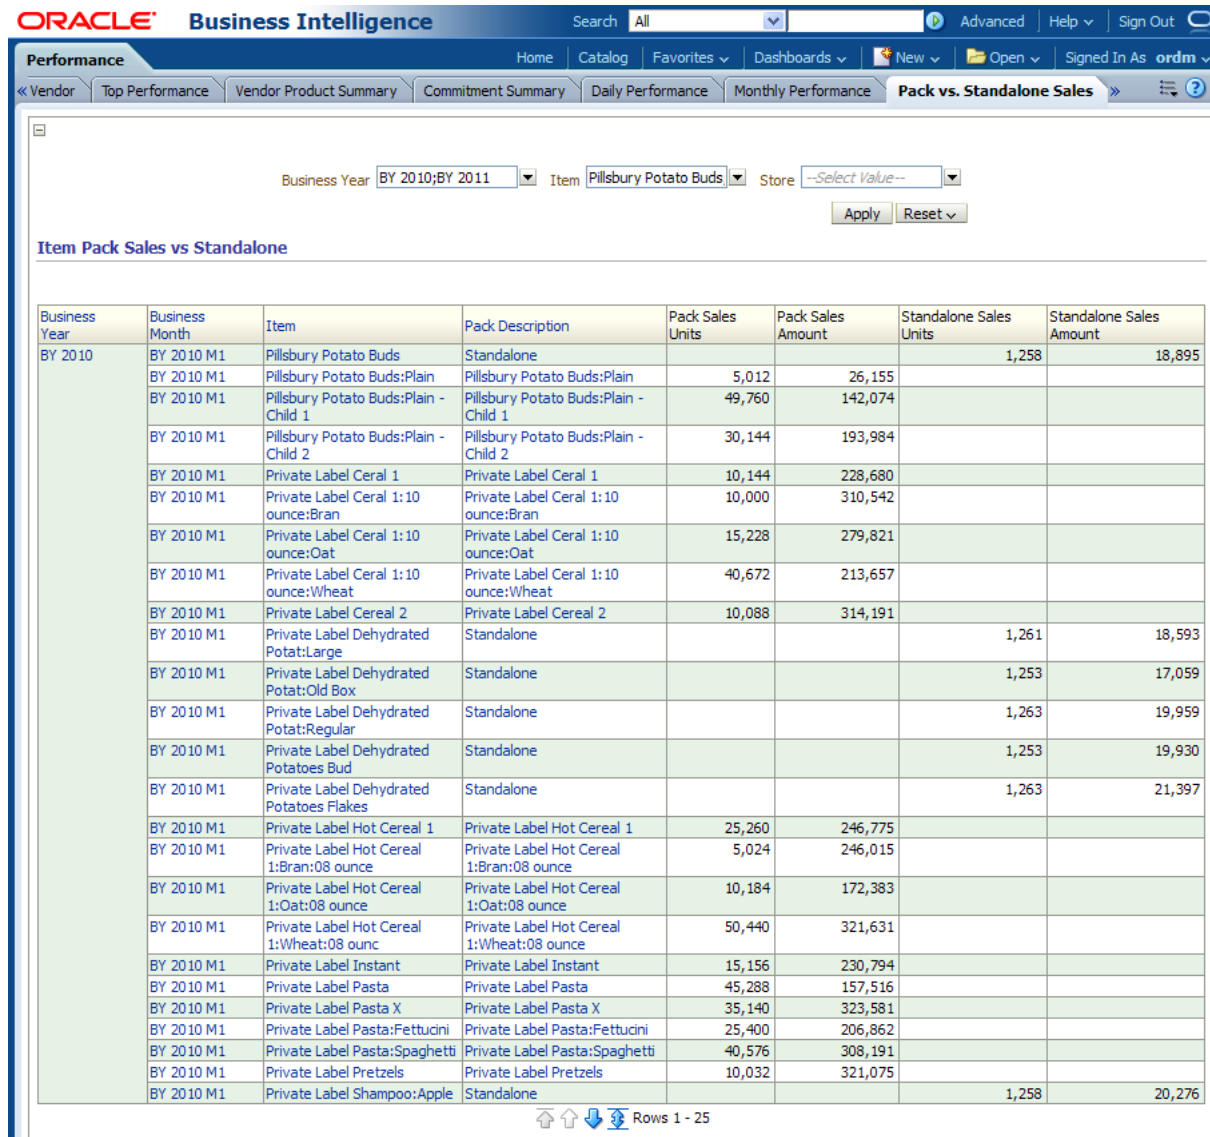 ORACLE Business Intelligence Search All Advanced Help Sign Out
Performance Home Catalog Favorites Dashboards New Open Signed In As ordm
« Vendor Top Performance Vendor Product Summary Commitment Summary Daily Performance Monthly Performance Pack vs. Standalone Sales »
Business Year BY 2010;BY 2011 Item Pillsbury Potato Buds Store --Select Value--
Apply Reset
Item Pack Sales vs Standalone
Business Year Business Month Item Pack Description Pack Sales Units Pack Sales Amount Standalone Sales Units Standalone Sales Amount
BY 2010 BY 2010 M1 Pillsbury Potato Buds Standalone 1,258 18,895
BY 2010 M1 Pillsbury Potato Buds:Plain Pillsbury Potato Buds:Plain 5,012 26,155
BY 2010 M1 Pillsbury Potato Buds:Plain - Child 1 Pillsbury Potato Buds:Plain - Child 1 49,760 142,074
BY 2010 M1 Pillsbury Potato Buds:Plain - Child 2 Pillsbury Potato Buds:Plain - Child 2 30,144 193,984
BY 2010 M1 Private Label Ceral 1 Private Label Ceral 1 10,144 228,680
BY 2010 M1 Private Label Ceral 1:10 ounce:Bran Private Label Ceral 1:10 ounce:Bran 10,000 310,542
BY 2010 M1 Private Label Ceral 1:10 ounce:Oat Private Label Ceral 1:10 ounce:Oat 15,228 279,821
BY 2010 M1 Private Label Ceral 1:10 ounce:Wheat Private Label Ceral 1:10 ounce:Wheat 40,672 213,657
BY 2010 M1 Private Label Cereal 2 Private Label Cereal 2 10,088 314,191
BY 2010 M1 Private Label Dehydrated Potat:Large Standalone 1,261 18,593
BY 2010 M1 Private Label Dehydrated Potat:Old Box Standalone 1,253 17,059
BY 2010 M1 Private Label Dehydrated Potat:Regular Standalone 1,263 19,959
BY 2010 M1 Private Label Dehydrated Potatoes Bud Standalone 1,253 19,930
BY 2010 M1 Private Label Dehydrated Potatoes Flakes Standalone 1,263 21,397
BY 2010 M1 Private Label Hot Cereal 1 Private Label Hot Cereal 1 25,260 246,775
BY 2010 M1 Private Label Hot Cereal 1:Bran:08 ounce Private Label Hot Cereal 1:Bran:08 ounce 5,024 246,015
BY 2010 M1 Private Label Hot Cereal 1:Oat:08 ounce Private Label Hot Cereal 1:Oat:08 ounce 10,184 172,383
BY 2010 M1 Private Label Hot Cereal 1:Wheat:08 ounc Private Label Hot Cereal 1:Wheat:08 ounce 50,440 321,631
BY 2010 M1 Private Label Instant Private Label Instant 15,156 230,794
BY 2010 M1 Private Label Pasta Private Label Pasta 45,288 157,516
BY 2010 M1 Private Label Pasta X Private Label Pasta X 35,140 323,581
BY 2010 M1 Private Label Pasta:Fettucini Private Label Pasta:Fettucini 25,400 206,862
BY 2010 M1 Private Label Pasta:Spaghetti Private Label Pasta:Spaghetti 40,576 308,191
BY 2010 M1 Private Label Pretzels Private Label Pretzels 10,032 321,075
BY 2010 M1 Private Label Shampoo:Apple Standalone 1,258 20,276
Rows 1 - 25